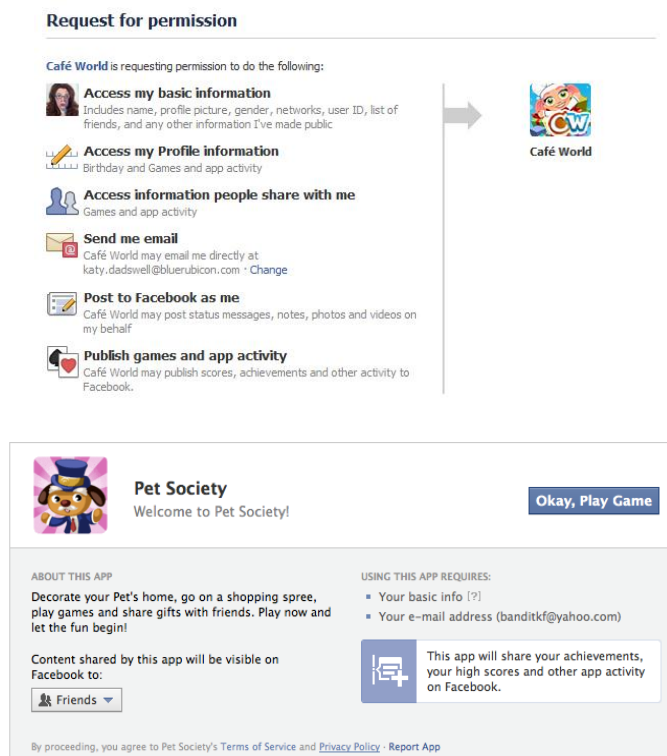 Request for permission
Café World is requesting permission to do the following:
Access my basic information
Includes name, profile picture, gender, networks, user ID, list of
friends, and any other information I've made public
Access my Profile information
Birthday and Games and app activity
Access information people share with me
Games and app activity
Send me email
Café World may email me directly at
katy.dadswell@bluerubicon.com · Change
Post to Facebook as me
Café World may post status messages, notes, photos and videos on
my behalf
Publish games and app activity
Café World may publish scores, achievements and other activity to
Facebook.
CW
Café World
Pet Society
Welcome to Pet Society!
Okay, Play Game
ABOUT THIS APP
Decorate your Pet's home, go on a shopping spree,
play games and share gifts with friends. Play now and
let the fun begin!
Content shared by this app will be visible on
Facebook to:
Friends
USING THIS APP REQUIRES:
Your basic info [?]
Your e-mail address (banditkf@yahoo.com)
This app will share your achievements,
your high scores and other app activity
on Facebook.
By proceeding, you agree to Pet Society's Terms of Service and Privacy Policy · Report App